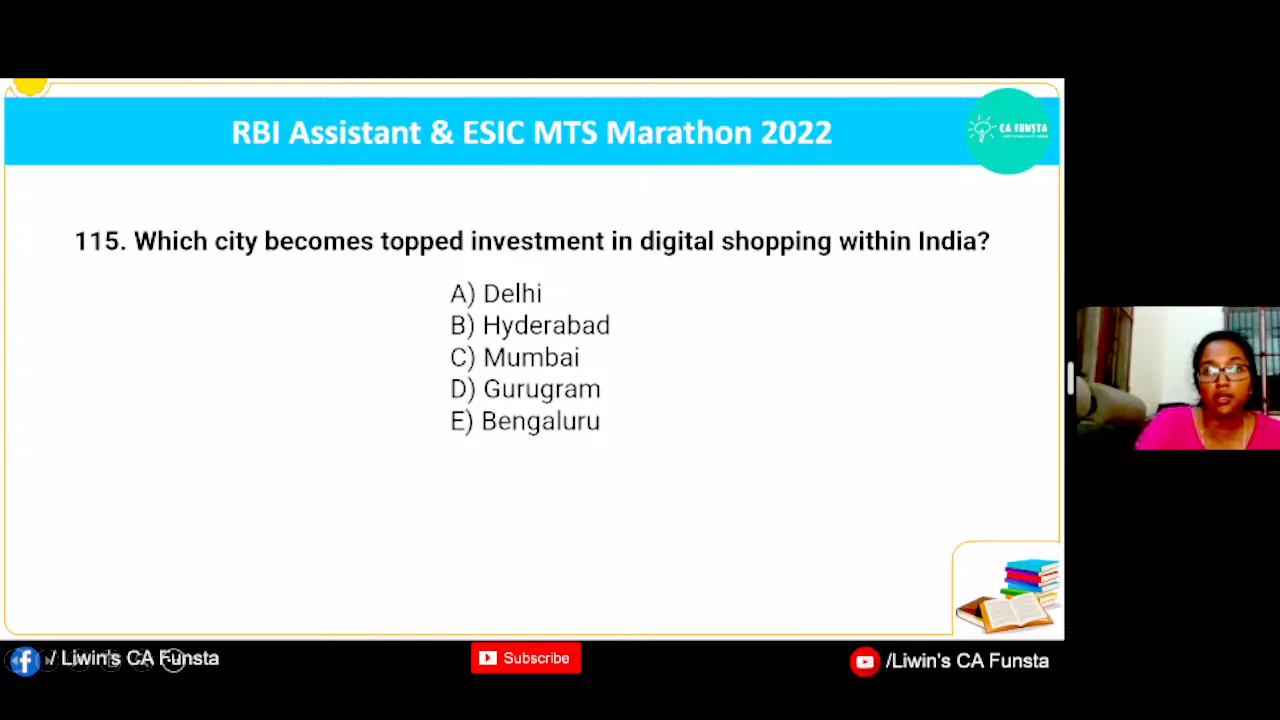 RBI Assistant & ESIC MTS Marathon 2022
CA FUNSTA
115. Which city becomes topped investment in digital shopping within India?
A) Delhi
B) Hyderabad
C) Mumbai
D) Gurugram
E) Bengaluru
/ Liwin's CA Funsta
Subscribe
/Liwin's CA Funsta